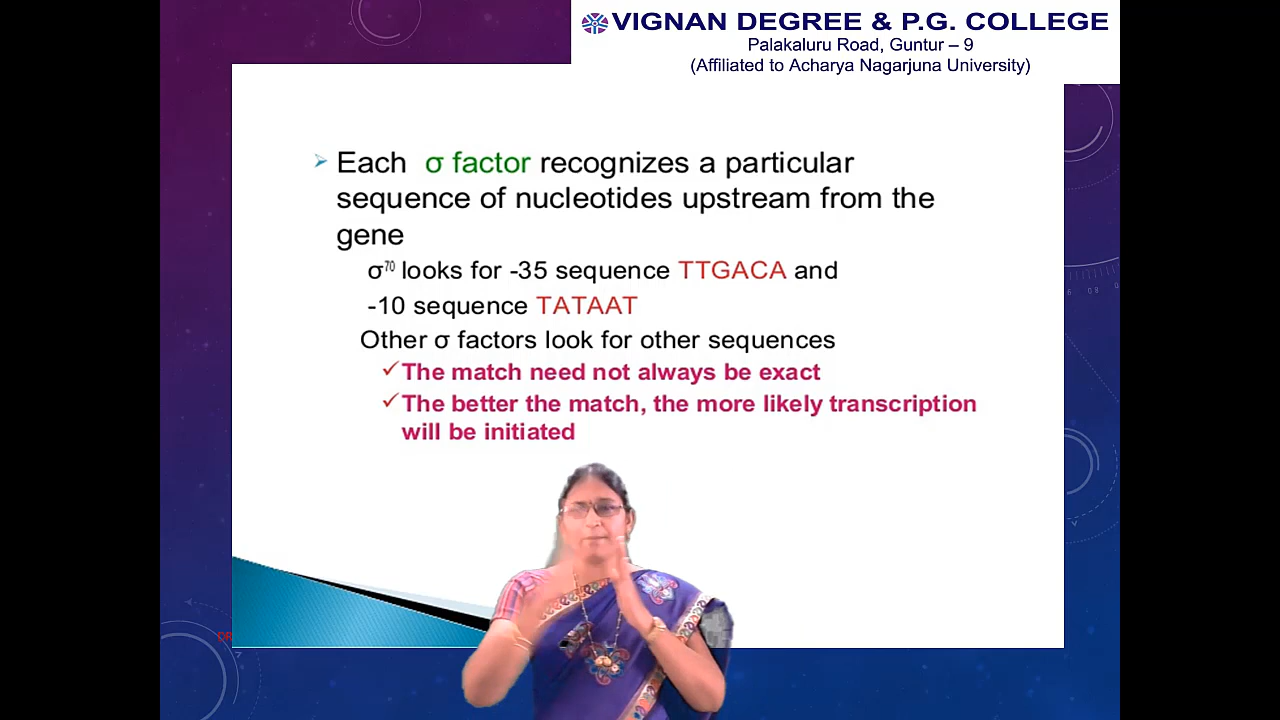 VIGNAN DEGREE & P.G. COLLEGE
Palakaluru Road, Guntur – 9
(Affiliated to Acharya Nagarjuna University)
Each σ factor recognizes a particular
sequence of nucleotides upstream from the
gene
σ⁷⁰ looks for -35 sequence TTGACA and
-10 sequence TATAAT
Other σ factors look for other sequences
✓The match need not always be exact
✓The better the match, the more likely transcription
will be initiated
DR